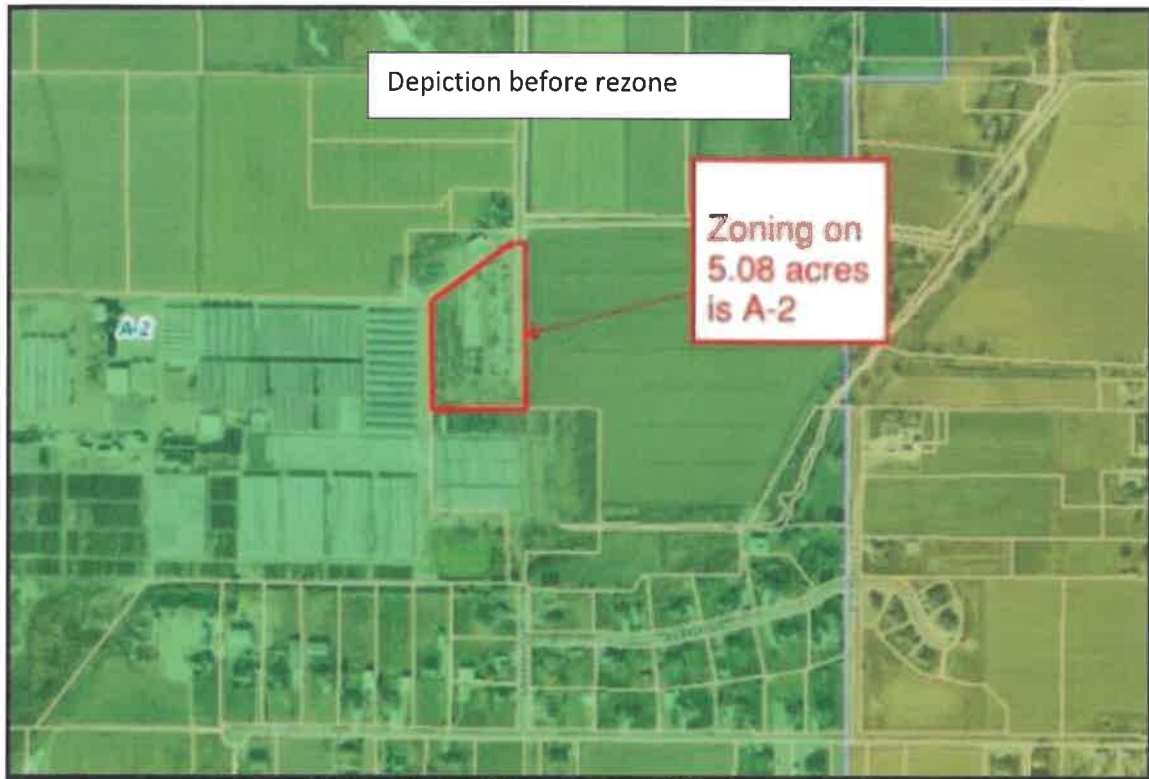 Depiction before rezone
Zoning on
5.08 acres
is A-2
A-2